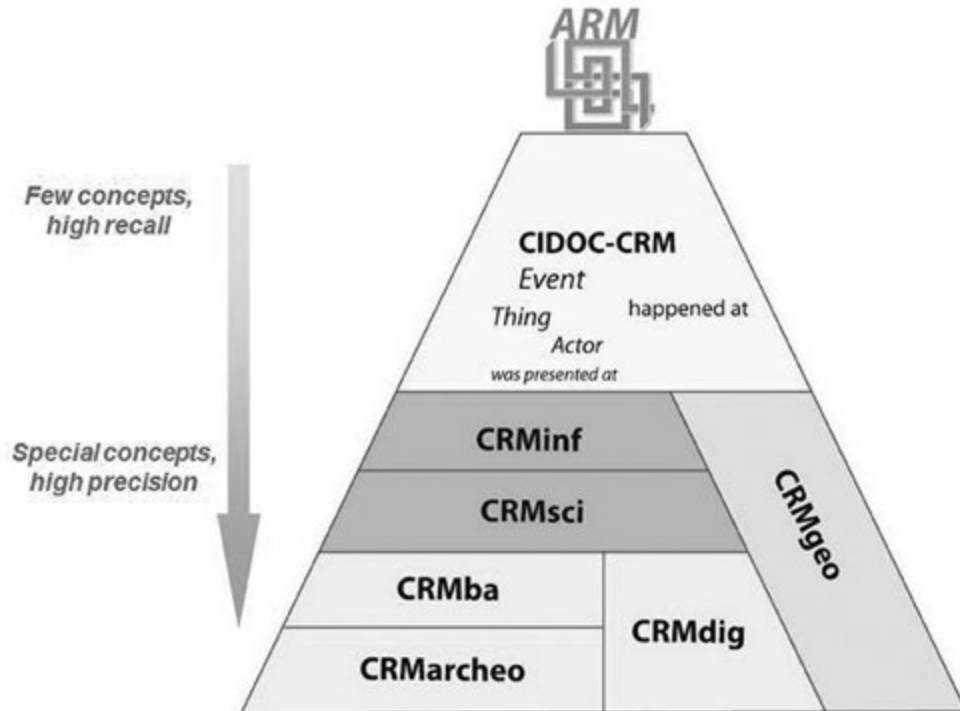 ARM
Few concepts,
high recall
CIDOC-CRM
Event
Thing
happened at
Actor
was presented at
Special concepts,
high precision
CRMinf
CRMsci
CRMgeo
CRMba
CRMdig
CRMarcheo